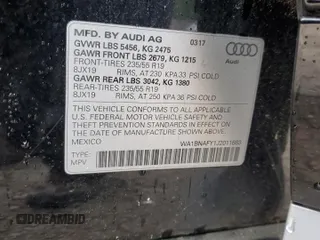 MFD. BY AUDI AG 03/17
GVWR LBS 5456, KG 2475
GAWR FRONT LBS 2679, KG 1215
FRONT-TIRES 235/55 R19
8JX19 RIMS, AT 230 KPA 33 PSI COLD
GAWR REAR LBS 3042, KG 1380
REAR-TIRES 235/55 R19
8JX19 RIMS, AT 250 KPA 36 PSI COLD
THIS VEHICLE CONFORMS TO ALL APPLICABLE
U.S. FEDERAL MOTOR VEHICLE SAFETY AND
THEFT PREVENTION STANDARDS IN EFFECT
ON THE DATE OF MANUFACTURE SHOWN ABOVE.
MEXICO
TYPE: MPV